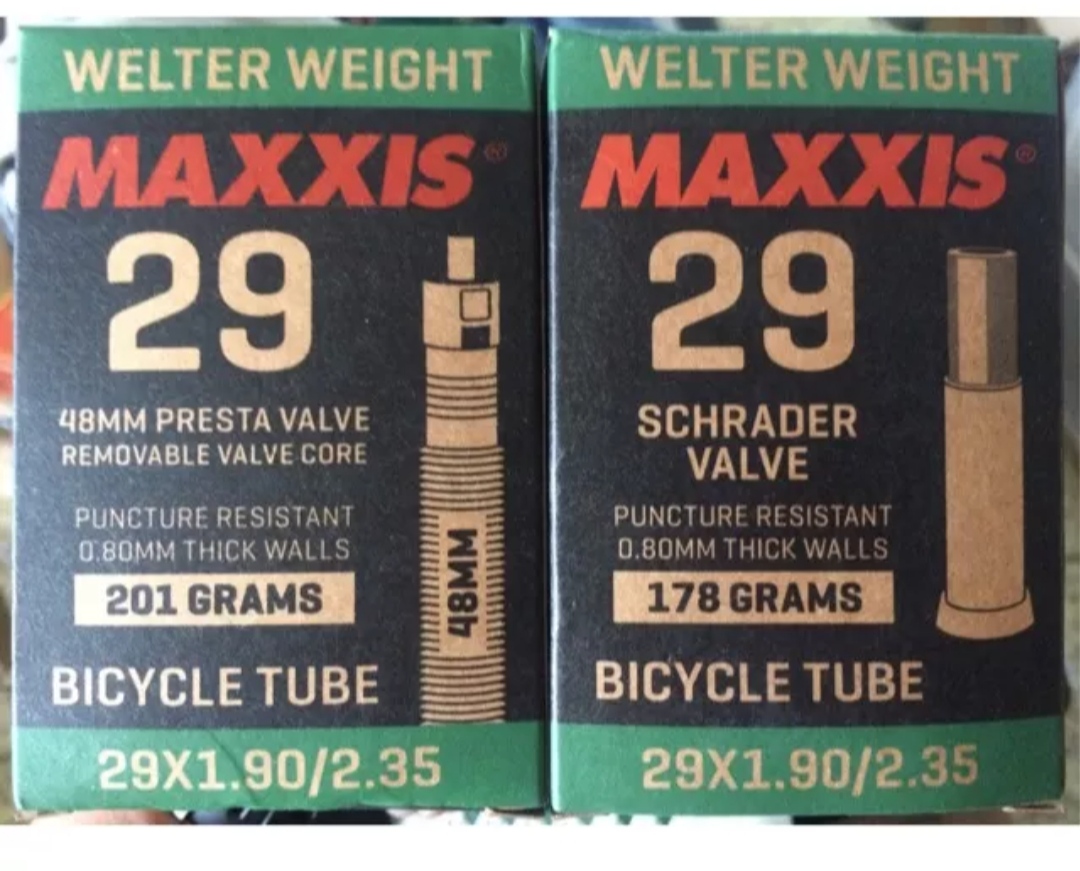 WELTER WEIGHT
MAXXIS®
29
48MM PRESTA VALVE
REMOVABLE VALVE CORE
PUNCTURE RESISTANT
0.80MM THICK WALLS
201 GRAMS
48MM
BICYCLE TUBE
29X1.90/2.35
WELTER WEIGHT
MAXXIS®
29
SCHRADER
VALVE
PUNCTURE RESISTANT
0.80MM THICK WALLS
178 GRAMS
BICYCLE TUBE
29X1.90/2.35